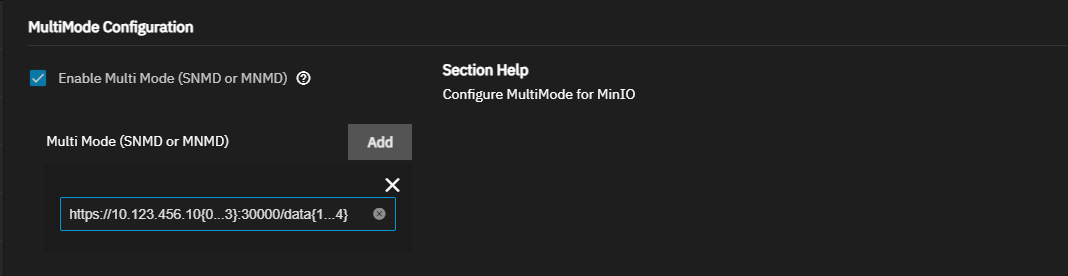 MultiMode Configuration
Enable Multi Mode (SNMD or MNMD)
Section Help
Configure MultiMode for MinIO
Multi Mode (SNMD or MNMD)
Add
https://10.123.456.10{0...3}:30000/data{1...4}